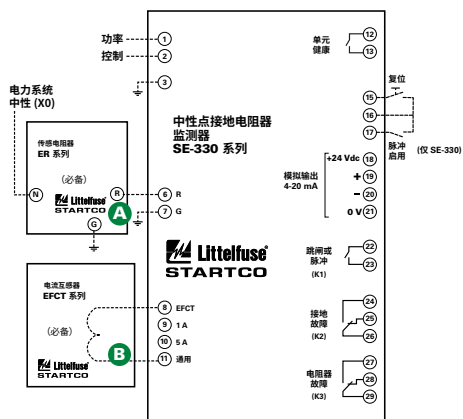 功率
控制
1
2
3
电力系统
中性 (X0)
传感电阻器
ER 系列
(必备)
N
R
Littelfuse®
STARTCO
A
G
6 R
7 G
中性点接地电阻器
监测器
SE-330 系列
Littelfuse®
STARTCO
电流互感器
EFCT 系列
(必备)
B
Littelfuse®
STARTCO
8 EFCT
9 1 A
10 5 A
11 通用
单元
健康
12
13
复位
15
16
17
脉冲
启用
(仅 SE-330)
模拟输出
4-20 mA
+24 Vdc 18
+ 19
− 20
0 V 21
跳闸或
脉冲
(K1)
22
23
接地
故障
(K2)
24
25
26
电阻器
故障
(K3)
27
28
29